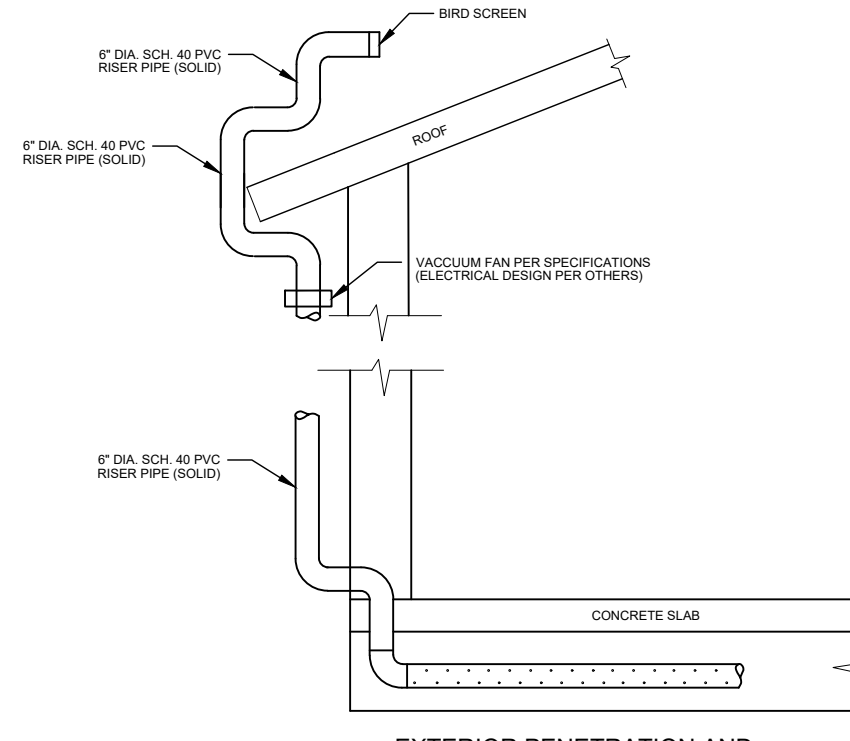 BIRD SCREEN
6" DIA. SCH. 40 PVC
RISER PIPE (SOLID)
ROOF
6" DIA. SCH. 40 PVC
RISER PIPE (SOLID)
VACCUUM FAN PER SPECIFICATIONS
(ELECTRICAL DESIGN PER OTHERS)
6" DIA. SCH. 40 PVC
RISER PIPE (SOLID)
CONCRETE SLAB
EXTERIOR PENETRATION AND